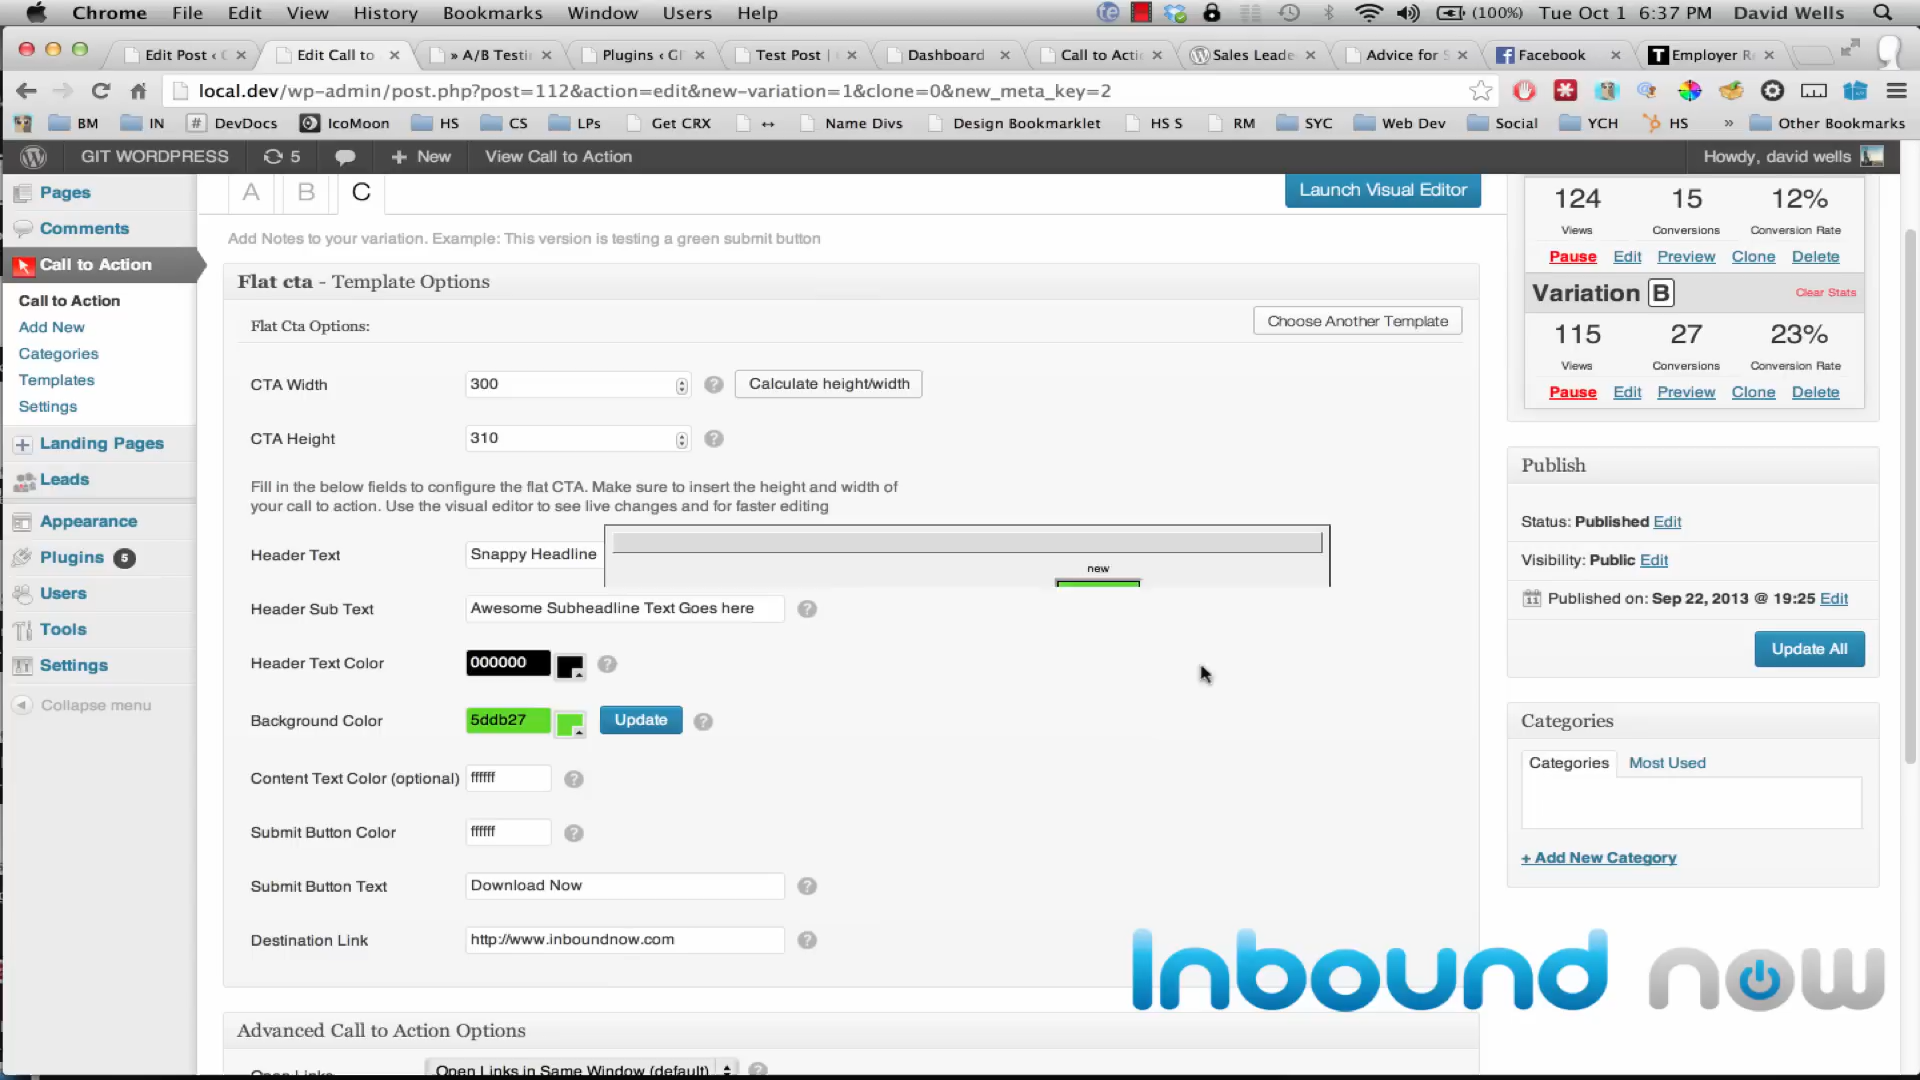 Chrome File Edit View History Bookmarks Window Users Help (100%) Tue Oct 1 6:37 PM David Wells
Edit Post ‹ Edit Call to » A/B Testin Plugins ‹ GI Test Post | Dashboard Call to Actio Sales Leade Advice for S Facebook Employer Re
local.dev/wp-admin/post.php?post=112&action=edit&new-variation=1&clone=0&new_meta_key=2
BM IN DevDocs IcoMoon HS CS LPs Get CRX ↔ Name Divs Design Bookmarklet HS S RM SYC Web Dev Social YCH HS » Other Bookmarks
GIT WORDPRESS 5 + New View Call to Action Howdy, david wells
Pages
Comments
Call to Action
Call to Action
Add New
Categories
Templates
Settings
Landing Pages
Leads
Appearance
Plugins 5
Users
Tools
Settings
Collapse menu
A B C
Launch Visual Editor
Add Notes to your variation. Example: This version is testing a green submit button
Flat cta - Template Options
Flat Cta Options:
Choose Another Template
CTA Width 300 ? Calculate height/width
CTA Height 310 ?
Fill in the below fields to configure the flat CTA. Make sure to insert the height and width of
your call to action. Use the visual editor to see live changes and for faster editing
new
Header Text Snappy Headline
Header Sub Text Awesome Subheadline Text Goes here ?
Header Text Color 000000 ?
Background Color 5ddb27 Update ?
Content Text Color (optional) ffffff ?
Submit Button Color ffffff ?
Submit Button Text Download Now ?
Destination Link http://www.inboundnow.com ?
Advanced Call to Action Options
Open Links Open Links in Same Window (default) ?
124 15 12%
Views Conversions Conversion Rate
Pause Edit Preview Clone Delete
Variation B Clear Stats
115 27 23%
Views Conversions Conversion Rate
Pause Edit Preview Clone Delete
Publish
Status: Published Edit
Visibility: Public Edit
Published on: Sep 22, 2013 @ 19:25 Edit
Update All
Categories
Categories Most Used
+ Add New Category
Inbound now